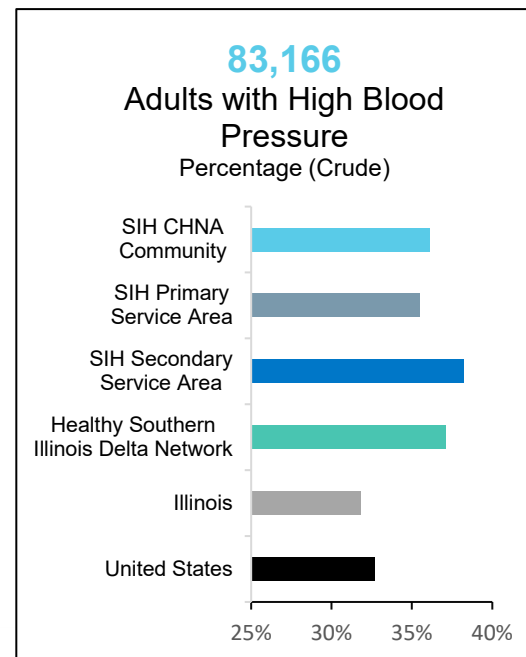 83,166
Adults with High Blood
Pressure
Percentage (Crude)
SIH CHNA
Community
SIH Primary
Service Area
SIH Secondary
Service Area
Healthy Southern
Illinois Delta Network
Illinois
United States
25% 30% 35% 40%